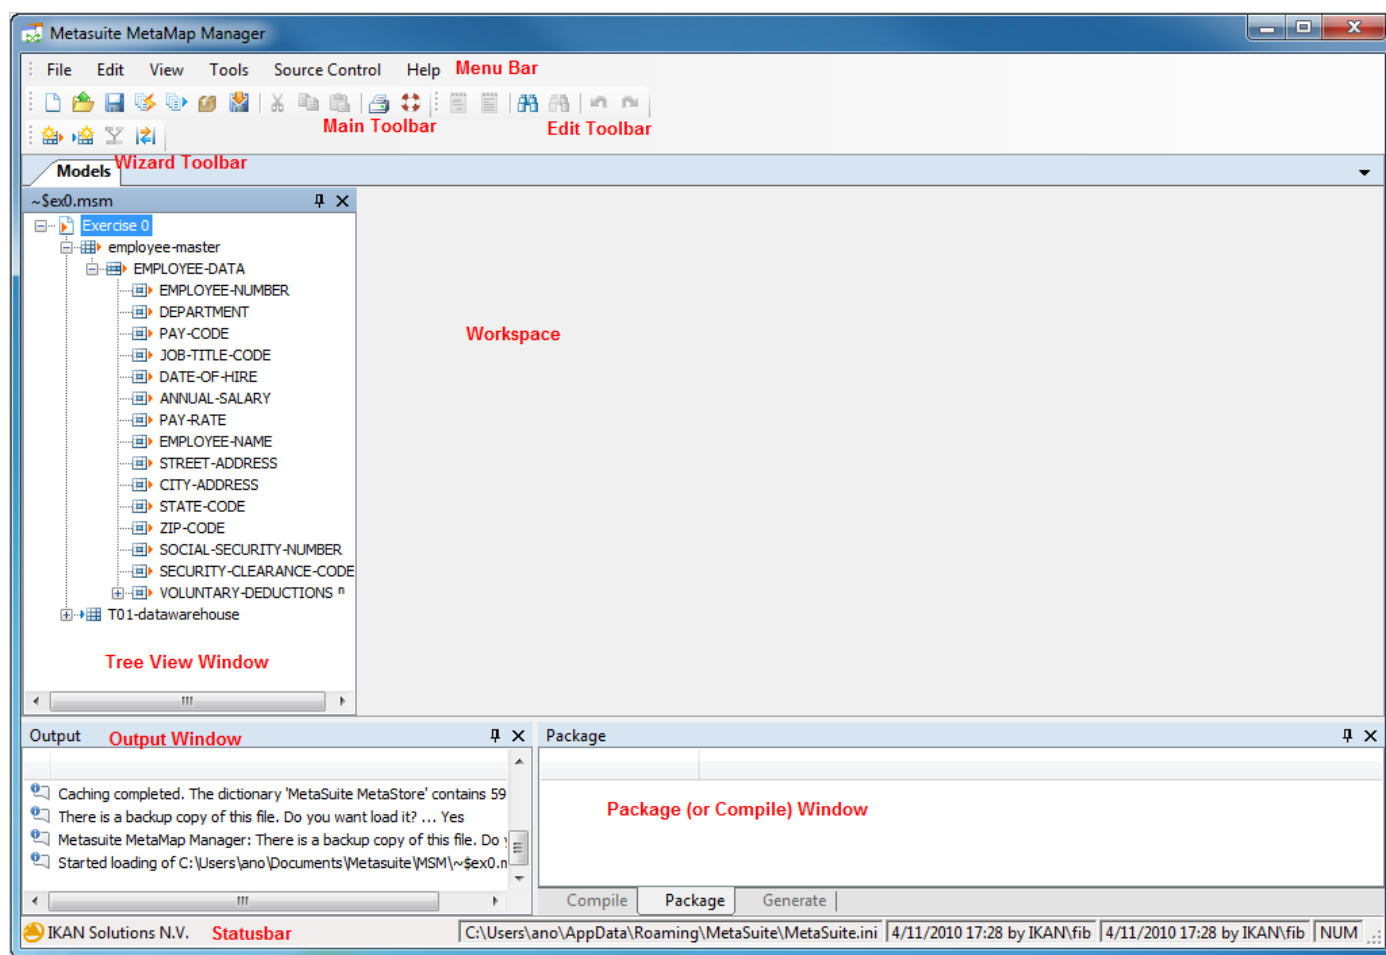 Metasuite MetaMap Manager
File Edit View Tools Source Control Help Menu Bar
Main Toolbar Edit Toolbar
Wizard Toolbar
Models
~$ex0.msm
Exercise 0
employee-master
EMPLOYEE-DATA
EMPLOYEE-NUMBER
DEPARTMENT
PAY-CODE
Workspace
JOB-TITLE-CODE
DATE-OF-HIRE
ANNUAL-SALARY
PAY-RATE
EMPLOYEE-NAME
STREET-ADDRESS
CITY-ADDRESS
STATE-CODE
ZIP-CODE
SOCIAL-SECURITY-NUMBER
SECURITY-CLEARANCE-CODE
VOLUNTARY-DEDUCTIONS n
T01-datawarehouse
Tree View Window
Output Output Window
Package
Caching completed. The dictionary 'MetaSuite MetaStore' contains 59
There is a backup copy of this file. Do you want load it? ... Yes
Metasuite MetaMap Manager: There is a backup copy of this file. Do
Started loading of C:\Users\ano\Documents\Metasuite\MSM\~$ex0.m
Package (or Compile) Window
Compile Package Generate
IKAN Solutions N.V. Statusbar C:\Users\ano\AppData\Roaming\MetaSuite\MetaSuite.ini 4/11/2010 17:28 by IKAN\fib 4/11/2010 17:28 by IKAN\fib NUM